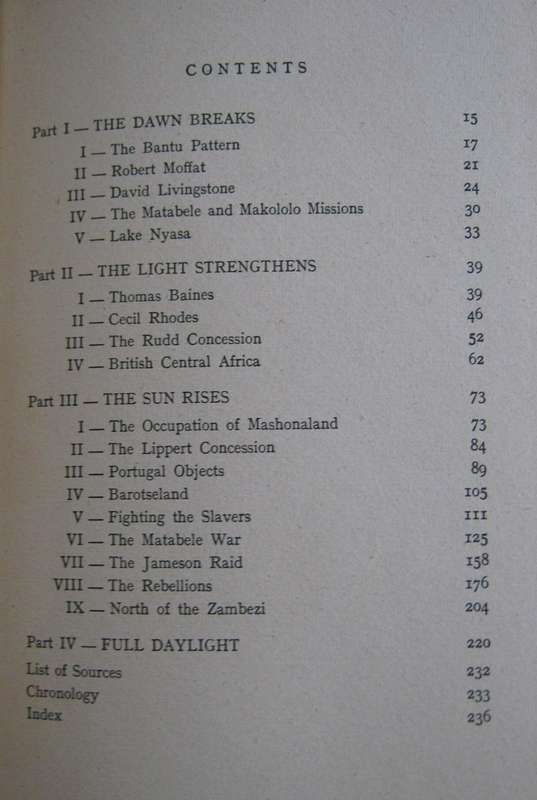 CONTENTS
Part I — THE DAWN BREAKS 15
I — The Bantu Pattern 17
II — Robert Moffat 21
III — David Livingstone 24
IV — The Matabele and Makololo Missions 30
V — Lake Nyasa 33
Part II — THE LIGHT STRENGTHENS 39
I — Thomas Baines 39
II — Cecil Rhodes 46
III — The Rudd Concession 52
IV — British Central Africa 62
Part III — THE SUN RISES 73
I — The Occupation of Mashonaland 73
II — The Lippert Concession 84
III — Portugal Objects 89
IV — Barotseland 105
V — Fighting the Slavers 111
VI — The Matabele War 125
VII — The Jameson Raid 158
VIII — The Rebellions 176
IX — North of the Zambezi 204
Part IV — FULL DAYLIGHT 220
List of Sources 232
Chronology 233
Index 236